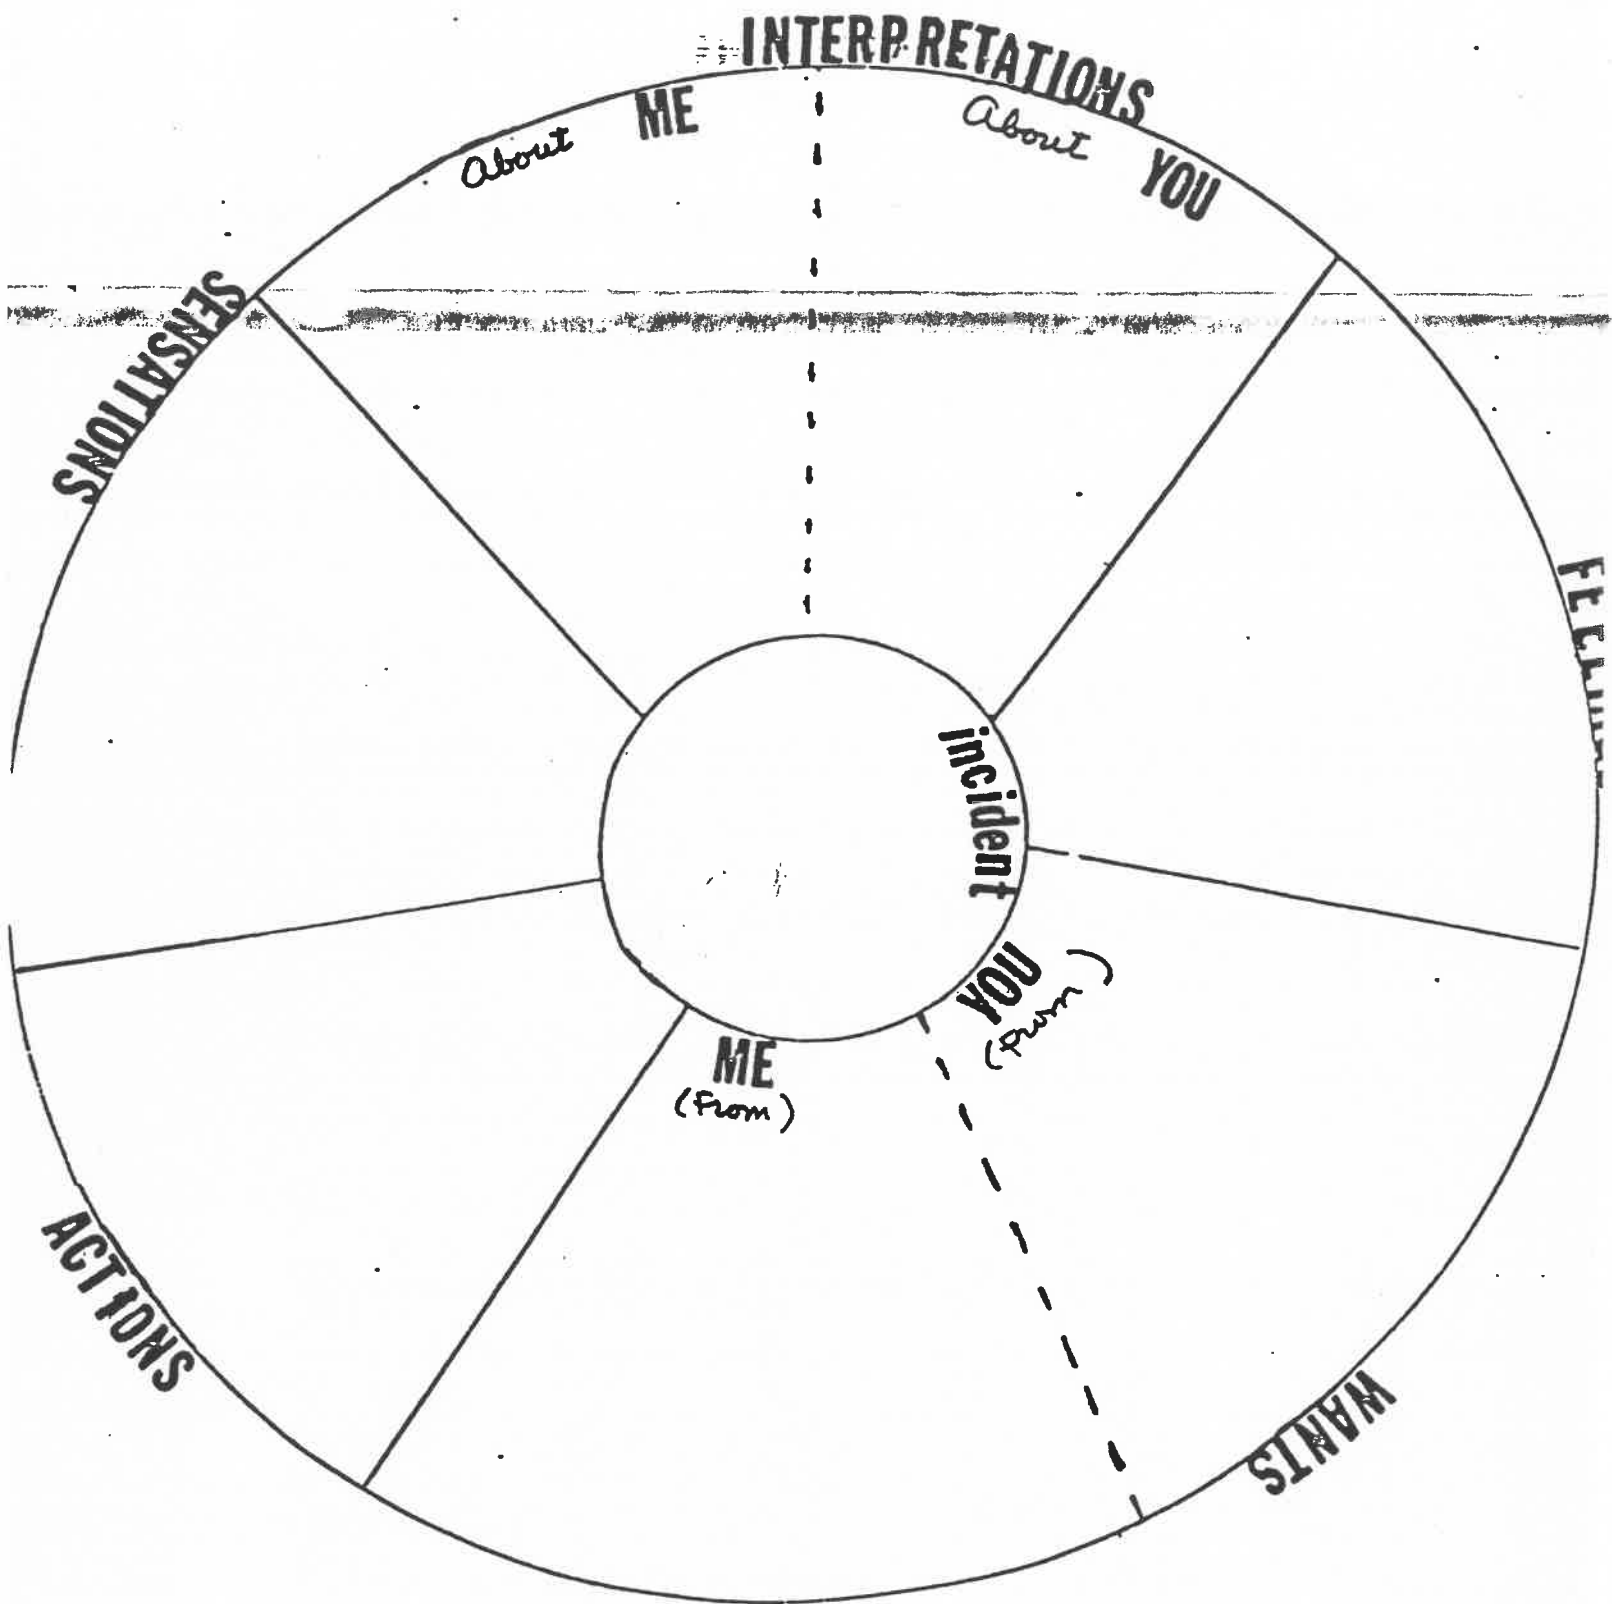 INTERPRETATIONS
About ME
About YOU
SENSATIONS
incident
YOU
(From)
ME
(From)
ACTIONS
WANTS